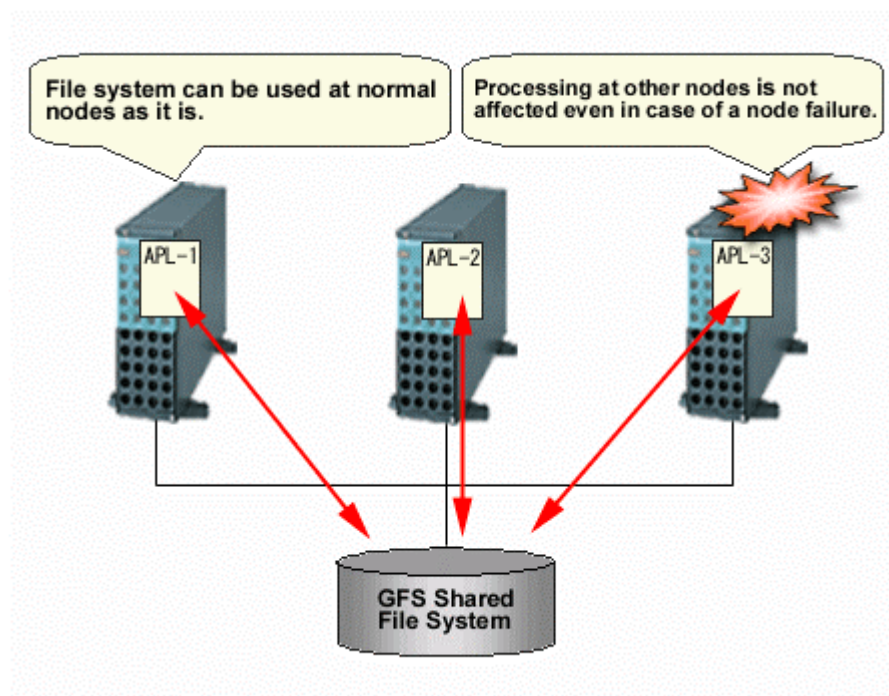 File system can be used at normal
nodes as it is.
Processing at other nodes is not
affected even in case of a node failure.
APL-1
APL-2
APL-3
GFS Shared
File System